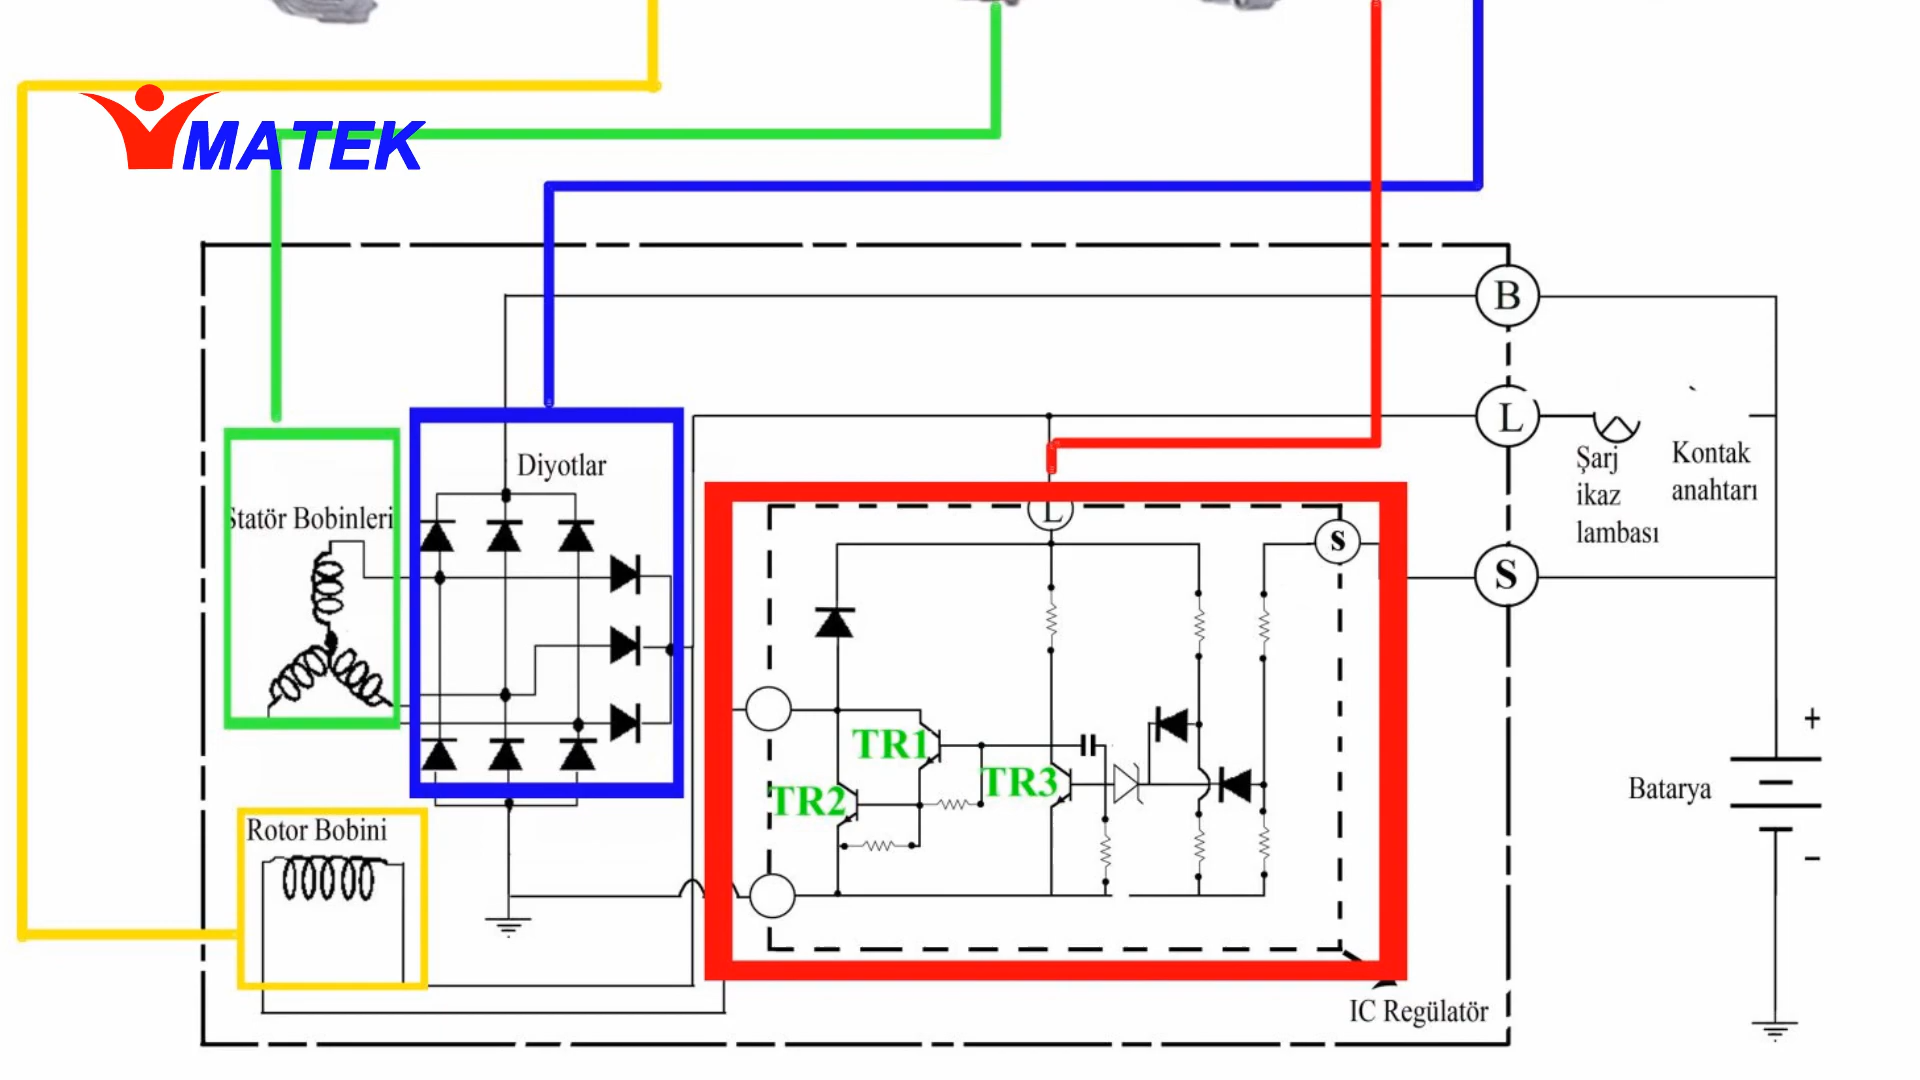 MATEK
B
L
Şarj
ikaz
lambası
Kontak
anahtarı
Diyotlar
Statör Bobinleri
L
s
S
TR1
TR3
TR2
+
Batarya
−
Rotor Bobini
IC Regülatör